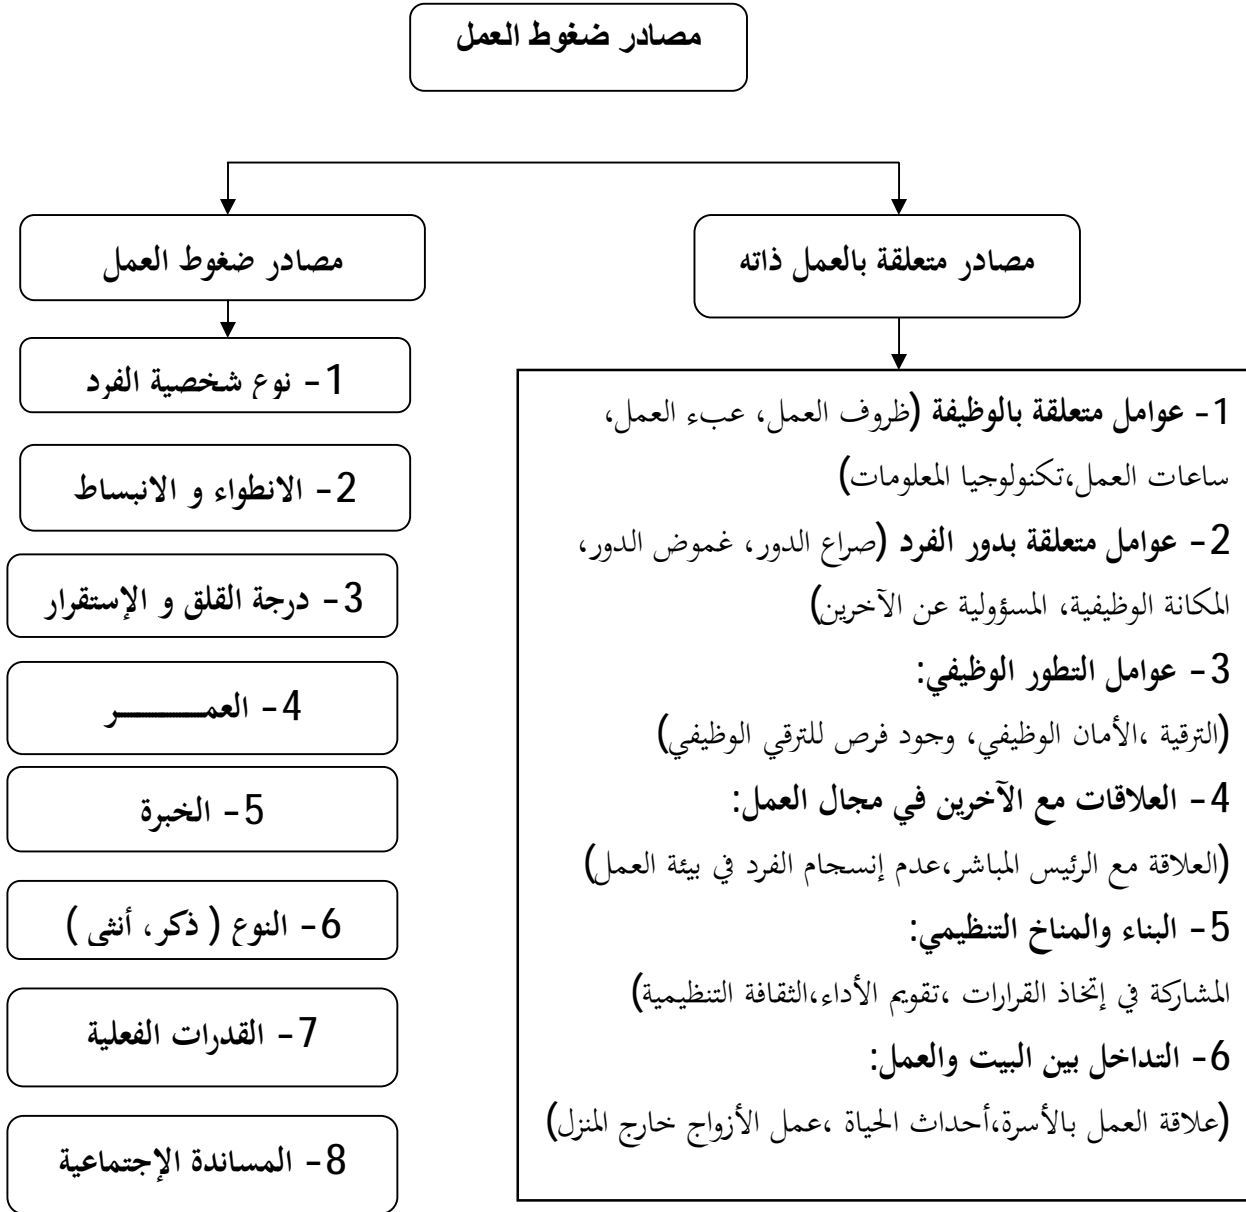 مصادر ضغوط العمل
مصادر متعلقة بالعمل ذاته
1- عوامل متعلقة بالوظيفة (ظروف العمل، عبء العمل،
ساعات العمل،تكنولوجيا المعلومات)
2- عوامل متعلقة بدور الفرد (صراع الدور، غموض الدور،
المكانة الوظيفية، المسؤولية عن الآخرين)
3- عوامل التطور الوظيفي:
(الترقية ،الأمان الوظيفي، وجود فرص للترقي الوظيفي)
4- العلاقات مع الآخرين في مجال العمل:
(العلاقة مع الرئيس المباشر،عدم إنسجام الفرد في بيئة العمل)
5- البناء والمناخ التنظيمي:
المشاركة في إتخاذ القرارات ،تقويم الأداء،الثقافة التنظيمية)
6- التداخل بين البيت والعمل:
(علاقة العمل بالأسرة،أحداث الحياة ،عمل الأزواج خارج المنزل)
مصادر ضغوط العمل
1- نوع شخصية الفرد
2- الانطواء و الانبساط
3- درجة القلق و الإستقرار
4- العمــــــــر
5- الخبرة
6- النوع ( ذكر، أنثى )
7- القدرات الفعلية
8- المساندة الإجتماعية